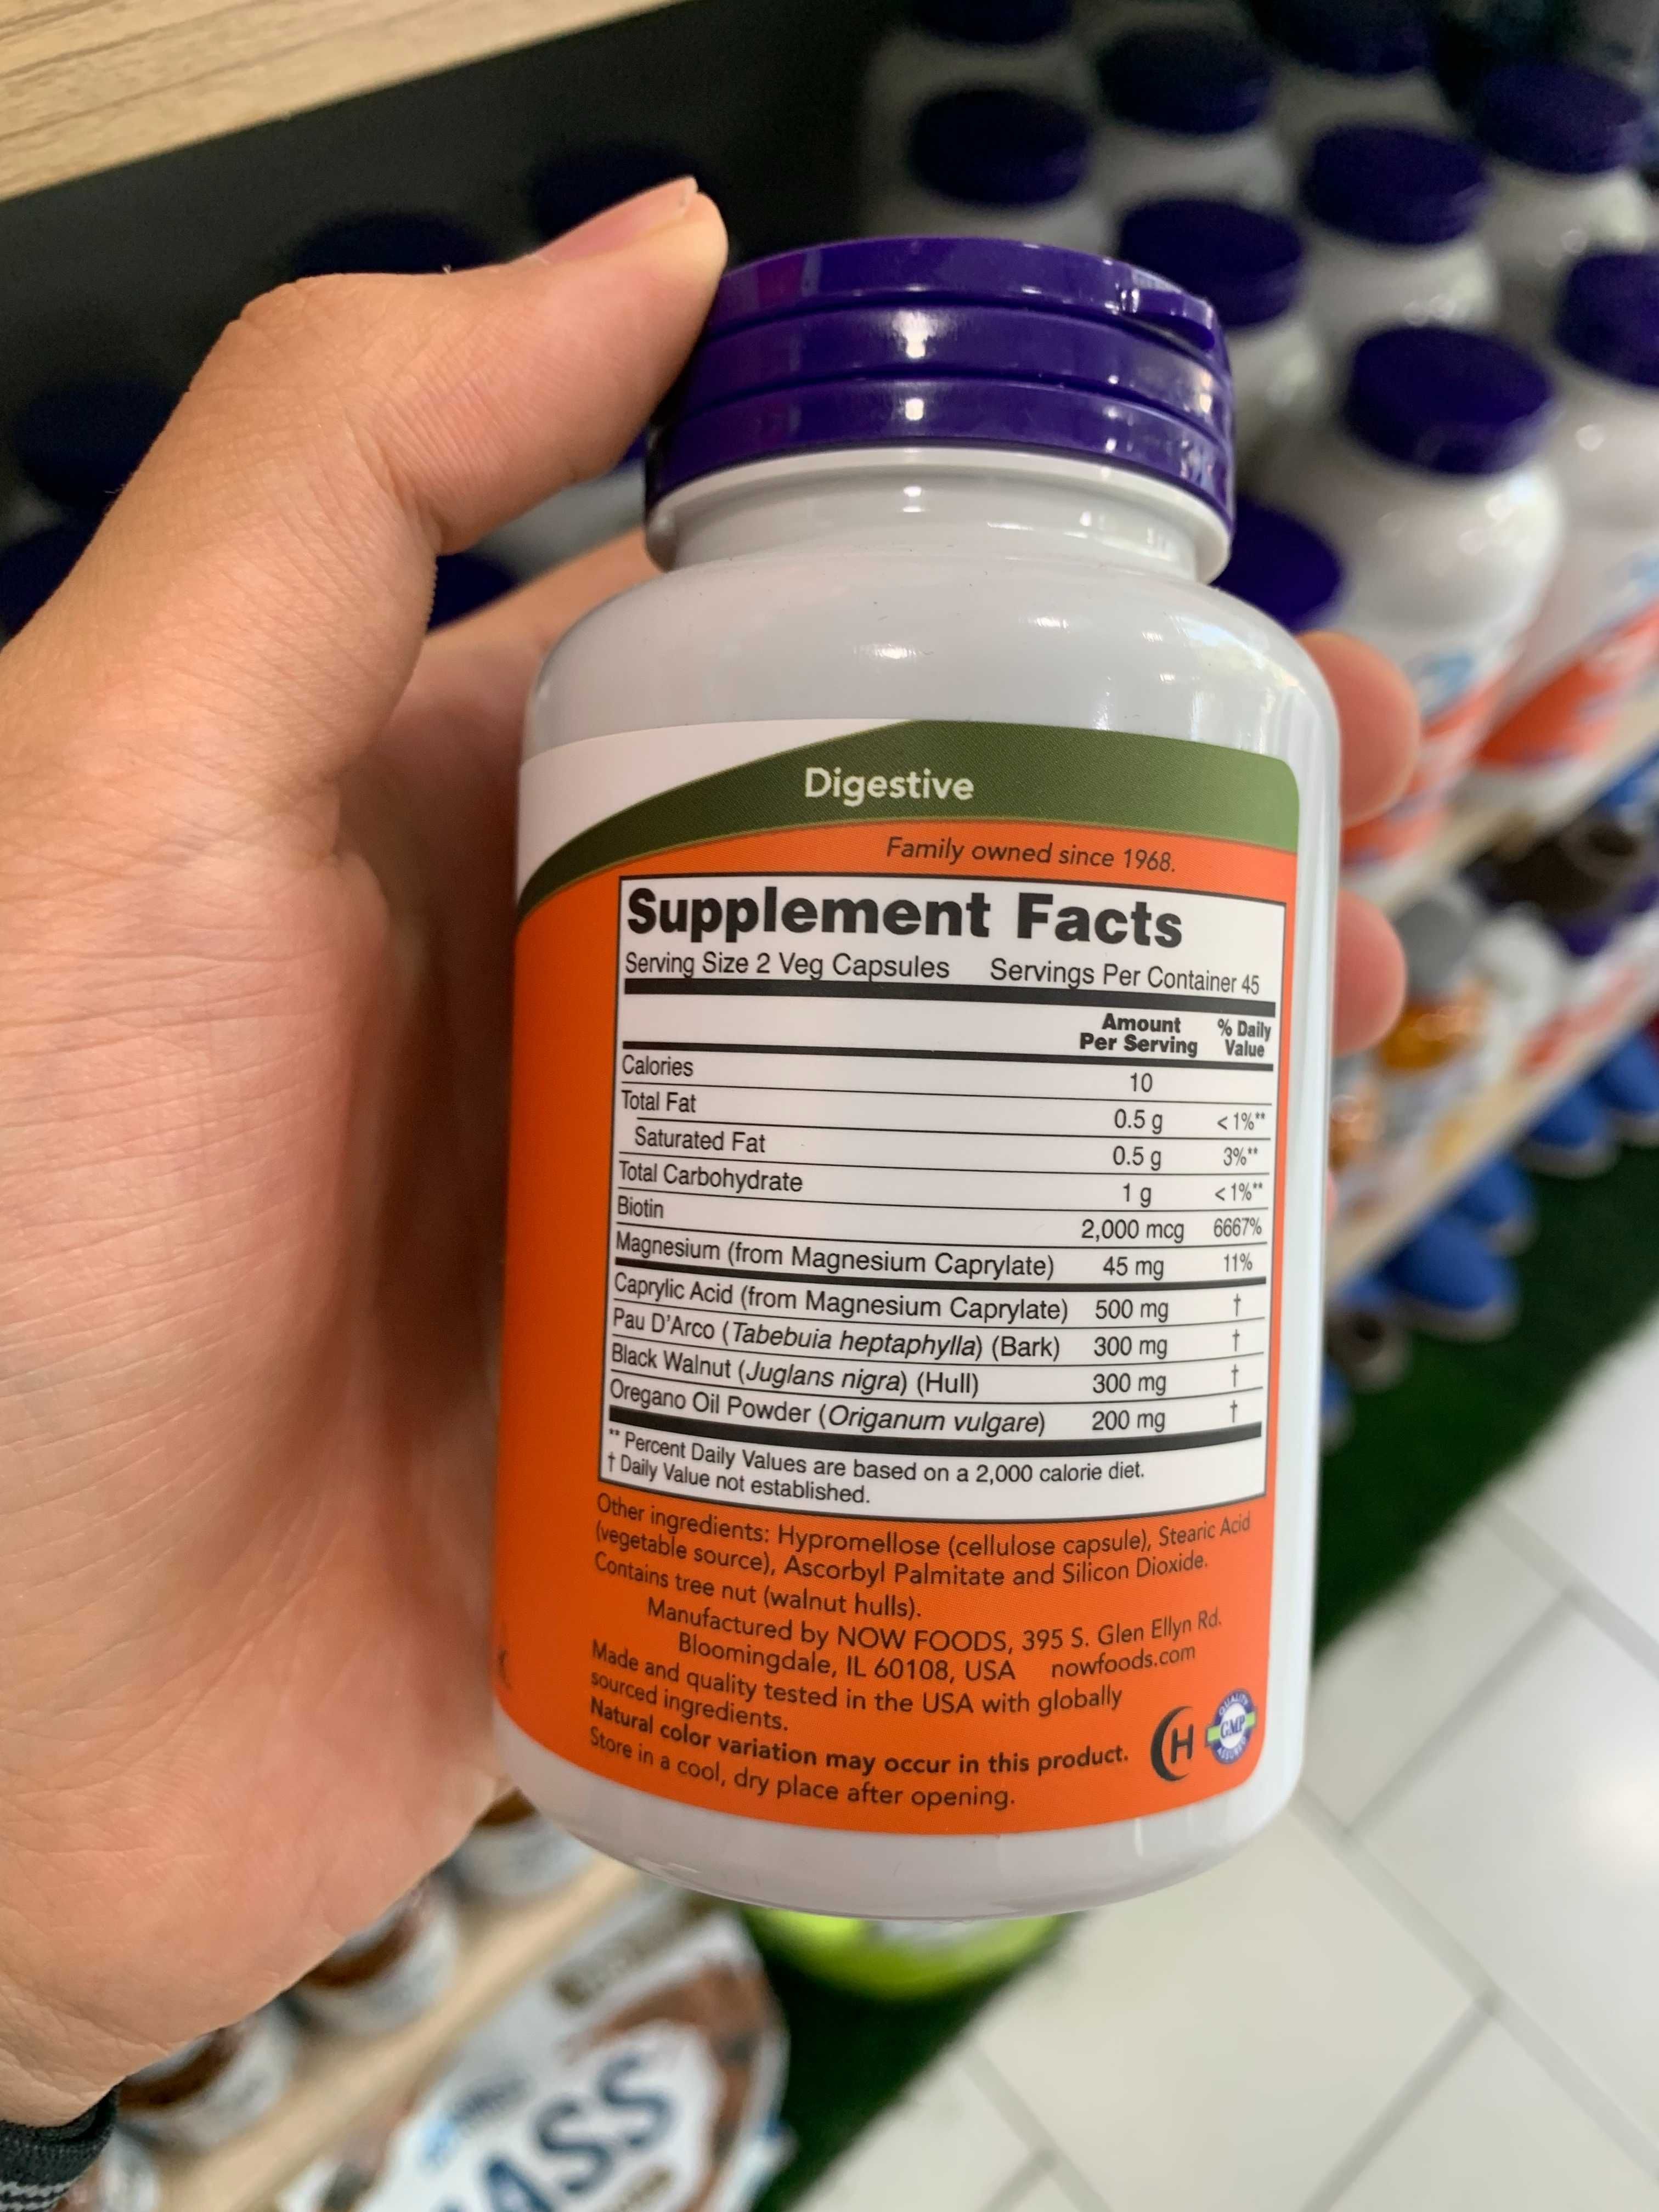 Digestive
Family owned since 1968.
Supplement Facts
Serving Size 2 Veg Capsules Servings Per Container 45
Amount Per Serving % Daily Value
Calories 10
Total Fat 0.5 g < 1%**
Saturated Fat 0.5 g 3%**
Total Carbohydrate 1 g < 1%**
Biotin 2,000 mcg 6667%
Magnesium (from Magnesium Caprylate) 45 mg 11%
Caprylic Acid (from Magnesium Caprylate) 500 mg †
Pau D'Arco (Tabebuia heptaphylla) (Bark) 300 mg †
Black Walnut (Juglans nigra) (Hull) 300 mg †
Oregano Oil Powder (Origanum vulgare) 200 mg †
** Percent Daily Values are based on a 2,000 calorie diet.
† Daily Value not established.
Other ingredients: Hypromellose (cellulose capsule), Stearic Acid
(vegetable source), Ascorbyl Palmitate and Silicon Dioxide.
Contains tree nut (walnut hulls).
Manufactured by NOW FOODS, 395 S. Glen Ellyn Rd.
Bloomingdale, IL 60108, USA nowfoods.com
Made and quality tested in the USA with globally
sourced ingredients.
Natural color variation may occur in this product.
Store in a cool, dry place after opening.
H
QUALITY
GMP
ASSURED
ASS